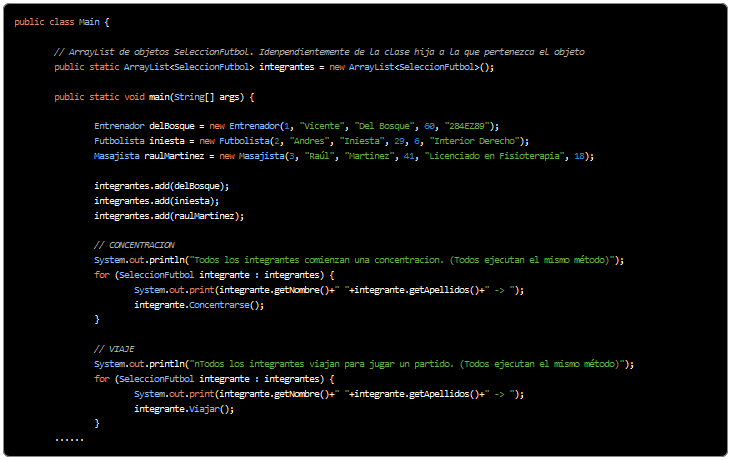 public class Main {
// ArrayList de objetos SeleccionFutbol. Idenpendientemente de la clase hija a la que pertenezca el objeto
public static ArrayList<SeleccionFutbol> integrantes = new ArrayList<SeleccionFutbol>();
public static void main(String[] args) {
Entrenador delBosque = new Entrenador(1, "Vicente", "Del Bosque", 60, "284EZ89");
Futbolista iniesta = new Futbolista(2, "Andres", "Iniesta", 29, 6, "Interior Derecho");
Masajista raulMartinez = new Masajista(3, "Raúl", "Martinez", 41, "Licenciado en Fisioterapia", 18);
integrantes.add(delBosque);
integrantes.add(iniesta);
integrantes.add(raulMartinez);
// CONCENTRACION
System.out.println("Todos los integrantes comienzan una concentracion. (Todos ejecutan el mismo método)");
for (SeleccionFutbol integrante : integrantes) {
System.out.print(integrante.getNombre()+" "+integrante.getApellidos()+" -> ");
integrante.Concentrarse();
}
// VIAJE
System.out.println("nTodos los integrantes viajan para jugar un partido. (Todos ejecutan el mismo método)");
for (SeleccionFutbol integrante : integrantes) {
System.out.print(integrante.getNombre()+" "+integrante.getApellidos()+" -> ");
integrante.Viajar();
}
......